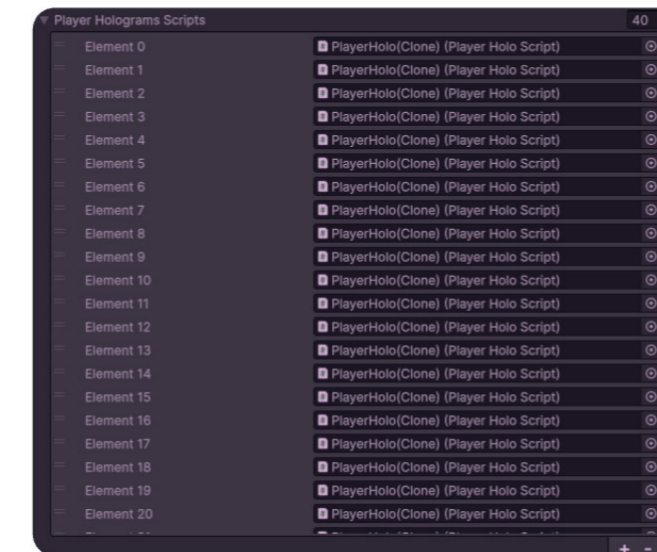 Player Holograms Scripts 40
Element 0 PlayerHolo(Clone) (Player Holo Script)
Element 1 PlayerHolo(Clone) (Player Holo Script)
Element 2 PlayerHolo(Clone) (Player Holo Script)
Element 3 PlayerHolo(Clone) (Player Holo Script)
Element 4 PlayerHolo(Clone) (Player Holo Script)
Element 5 PlayerHolo(Clone) (Player Holo Script)
Element 6 PlayerHolo(Clone) (Player Holo Script)
Element 7 PlayerHolo(Clone) (Player Holo Script)
Element 8 PlayerHolo(Clone) (Player Holo Script)
Element 9 PlayerHolo(Clone) (Player Holo Script)
Element 10 PlayerHolo(Clone) (Player Holo Script)
Element 11 PlayerHolo(Clone) (Player Holo Script)
Element 12 PlayerHolo(Clone) (Player Holo Script)
Element 13 PlayerHolo(Clone) (Player Holo Script)
Element 14 PlayerHolo(Clone) (Player Holo Script)
Element 15 PlayerHolo(Clone) (Player Holo Script)
Element 16 PlayerHolo(Clone) (Player Holo Script)
Element 17 PlayerHolo(Clone) (Player Holo Script)
Element 18 PlayerHolo(Clone) (Player Holo Script)
Element 19 PlayerHolo(Clone) (Player Holo Script)
Element 20 PlayerHolo(Clone) (Player Holo Script)
+ -